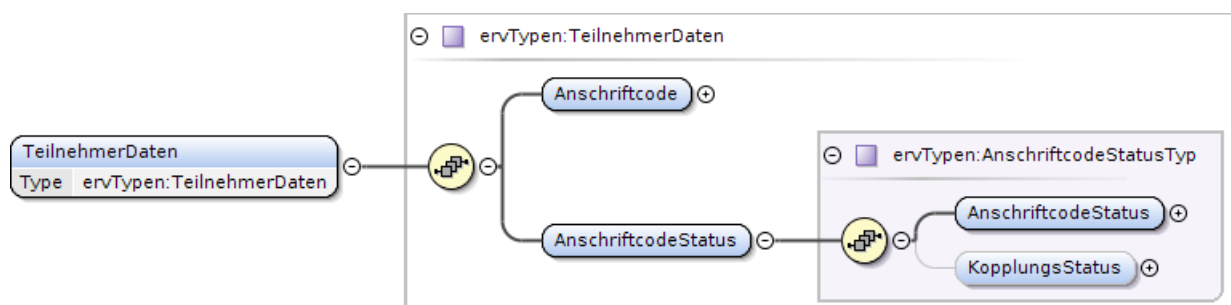 ervTypen:TeilnehmerDaten
Anschriftcode
TeilnehmerDaten
Type ervTypen:TeilnehmerDaten
ervTypen:AnschriftcodeStatusTyp
AnschriftcodeStatus
AnschriftcodeStatus
KopplungsStatus